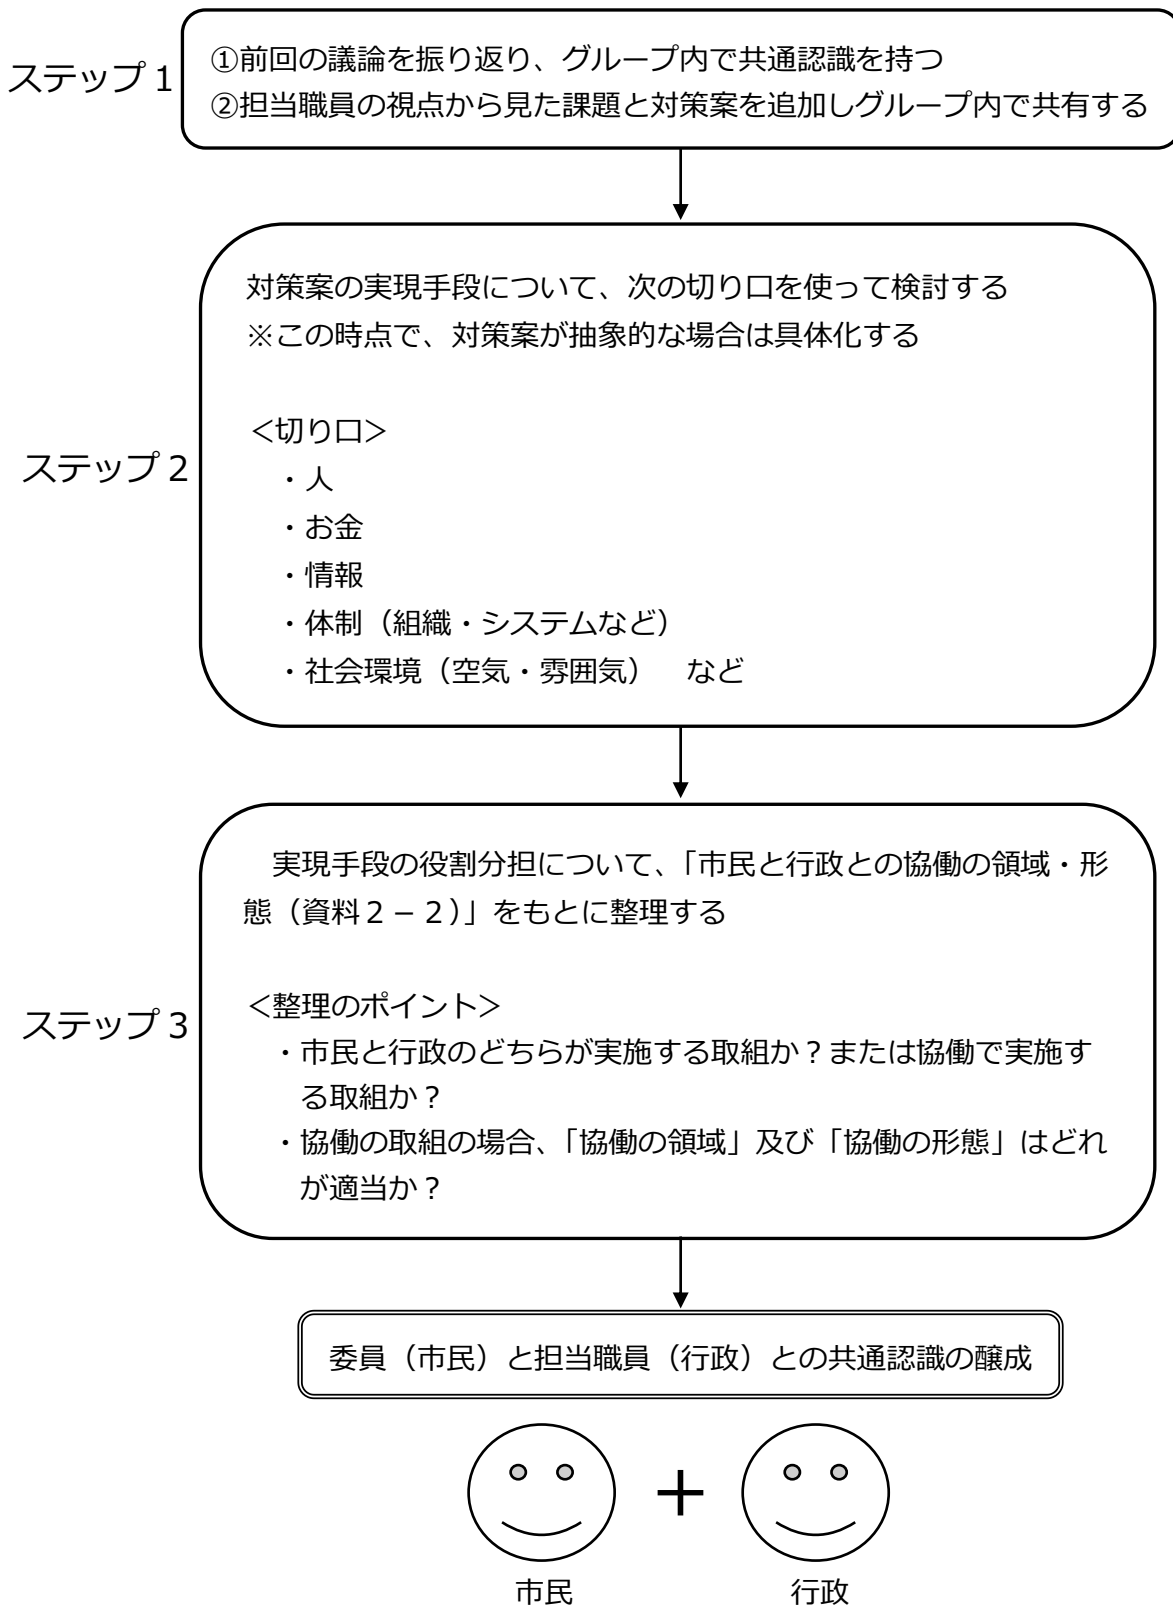 ステップ１
①前回の議論を振り返り、グループ内で共通認識を持つ
②担当職員の視点から見た課題と対策案を追加しグループ内で共有する
ステップ２
対策案の実現手段について、次の切り口を使って検討する
※この時点で、対策案が抽象的な場合は具体化する
＜切り口＞
・人
・お金
・情報
・体制（組織・システムなど）
・社会環境（空気・雰囲気）　など
ステップ３
実現手段の役割分担について、「市民と行政との協働の領域・形
態（資料２－２）」をもとに整理する
＜整理のポイント＞
・市民と行政のどちらが実施する取組か？または協働で実施す
る取組か？
・協働の取組の場合、「協働の領域」及び「協働の形態」はどれ
が適当か？
委員（市民）と担当職員（行政）との共通認識の醸成
＋
市民　行政